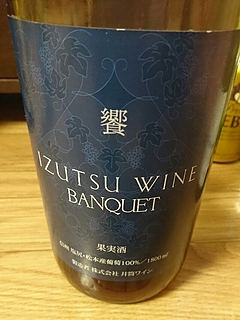 饗
IZUTSU WINE
BANQUET
果実酒
信州 塩尻・松本産葡萄100%/1800ml
製造者 株式会社 井筒ワイン